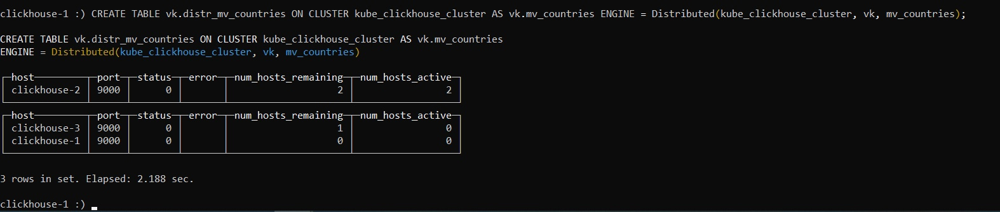 clickhouse-1 :) CREATE TABLE vk.distr_mv_countries ON CLUSTER kube_clickhouse_cluster AS vk.mv_countries ENGINE = Distributed(kube_clickhouse_cluster, vk, mv_countries);
CREATE TABLE vk.distr_mv_countries ON CLUSTER kube_clickhouse_cluster AS vk.mv_countries
ENGINE = Distributed(kube_clickhouse_cluster, vk, mv_countries)
host port status error num_hosts_remaining num_hosts_active
clickhouse-2 9000 0 2 2
host port status error num_hosts_remaining num_hosts_active
clickhouse-3 9000 0 1 0
clickhouse-1 9000 0 0 0
3 rows in set. Elapsed: 2.188 sec.
clickhouse-1 :)